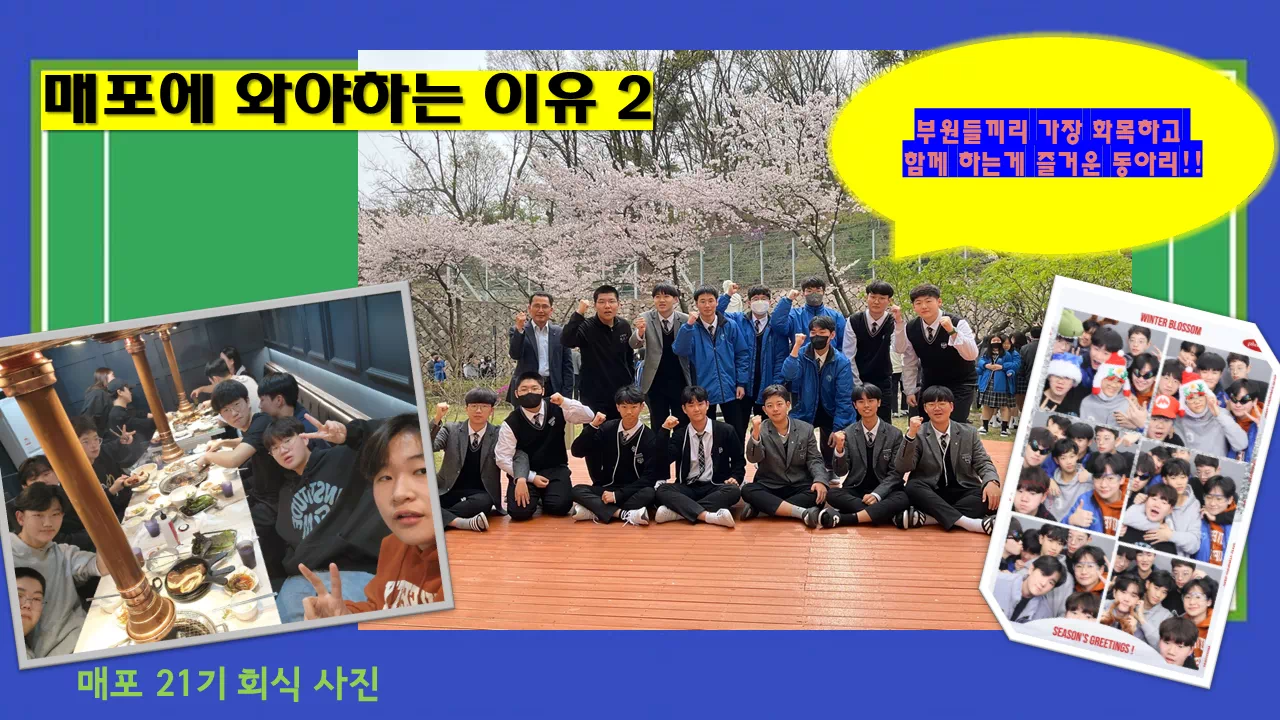 매포에 와야하는 이유 2
부원들끼리 가장 화목하고
함께 하는게 즐거운 동아리!!
WINTER BLOSSOM
SEASON'S GREETINGS !
매포 21기 회식 사진